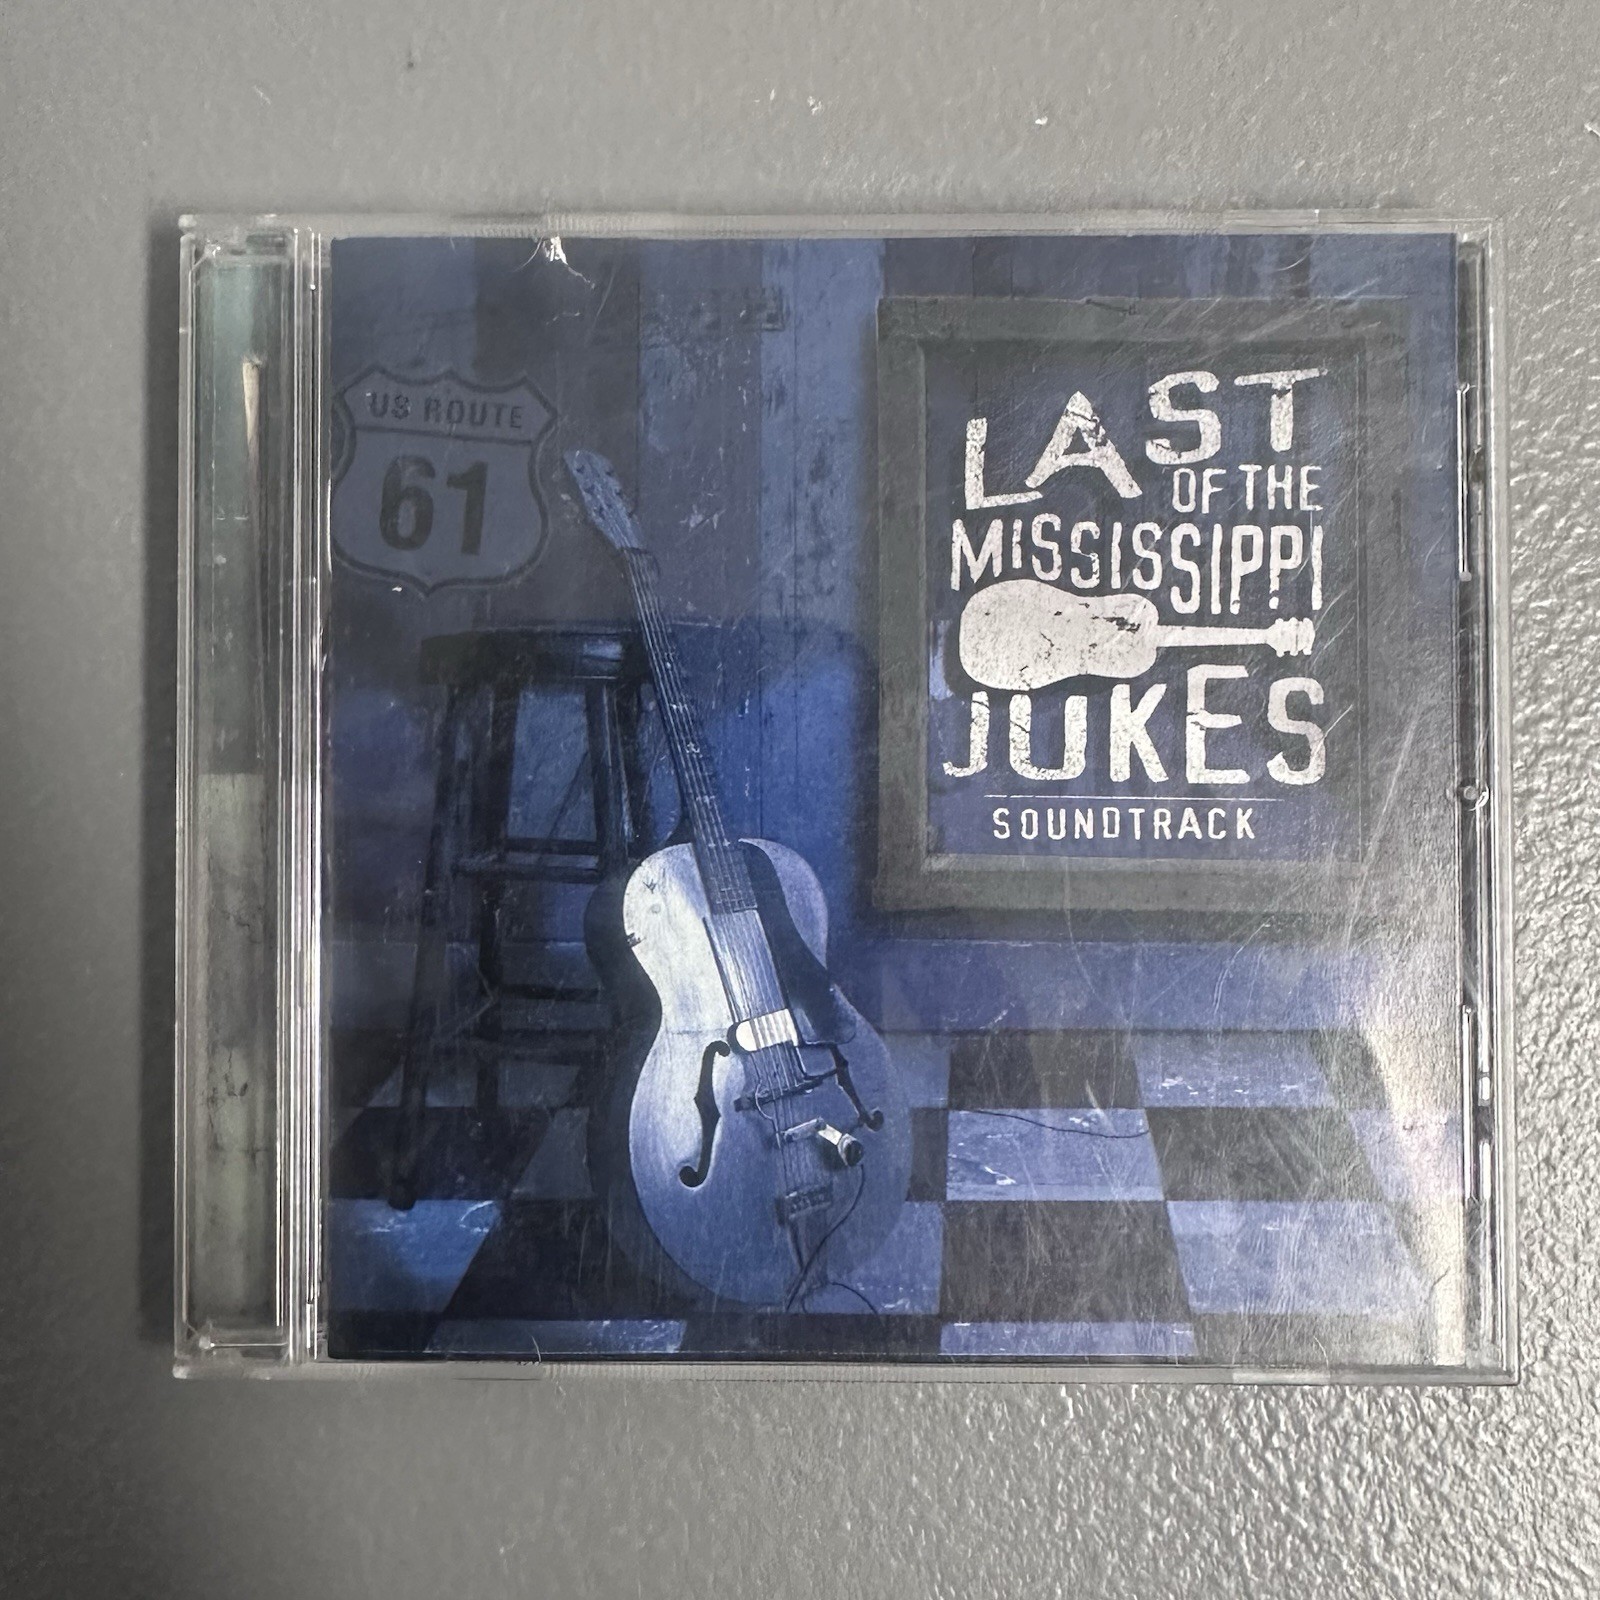 US ROUTE
61
LAST
OF THE
MISSISSIPPI
JUKES
SOUNDTRACK